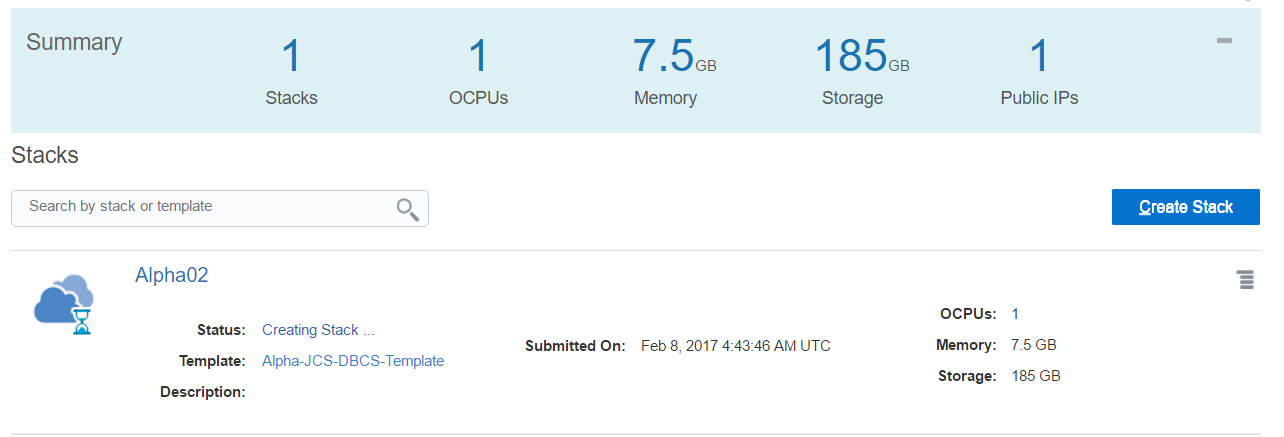 Summary
1 1 7.5GB 185GB 1
Stacks OCPUs Memory Storage Public IPs
Stacks
Search by stack or template
Create Stack
Alpha02
Status: Creating Stack ...
Template: Alpha-JCS-DBCS-Template
Description:
Submitted On: Feb 8, 2017 4:43:46 AM UTC
OCPUs: 1
Memory: 7.5 GB
Storage: 185 GB